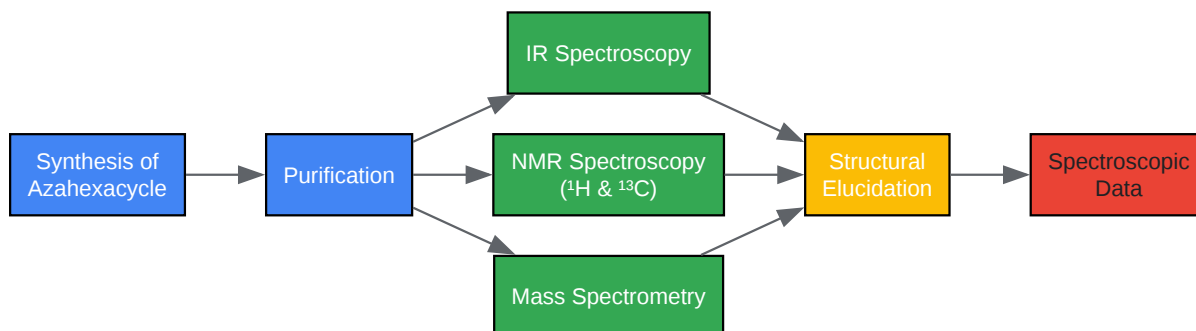 IR Spectroscopy
Synthesis of
Azahexacycle
Purification
NMR Spectroscopy
(¹H & ¹³C)
Structural
Elucidation
Spectroscopic
Data
Mass Spectrometry